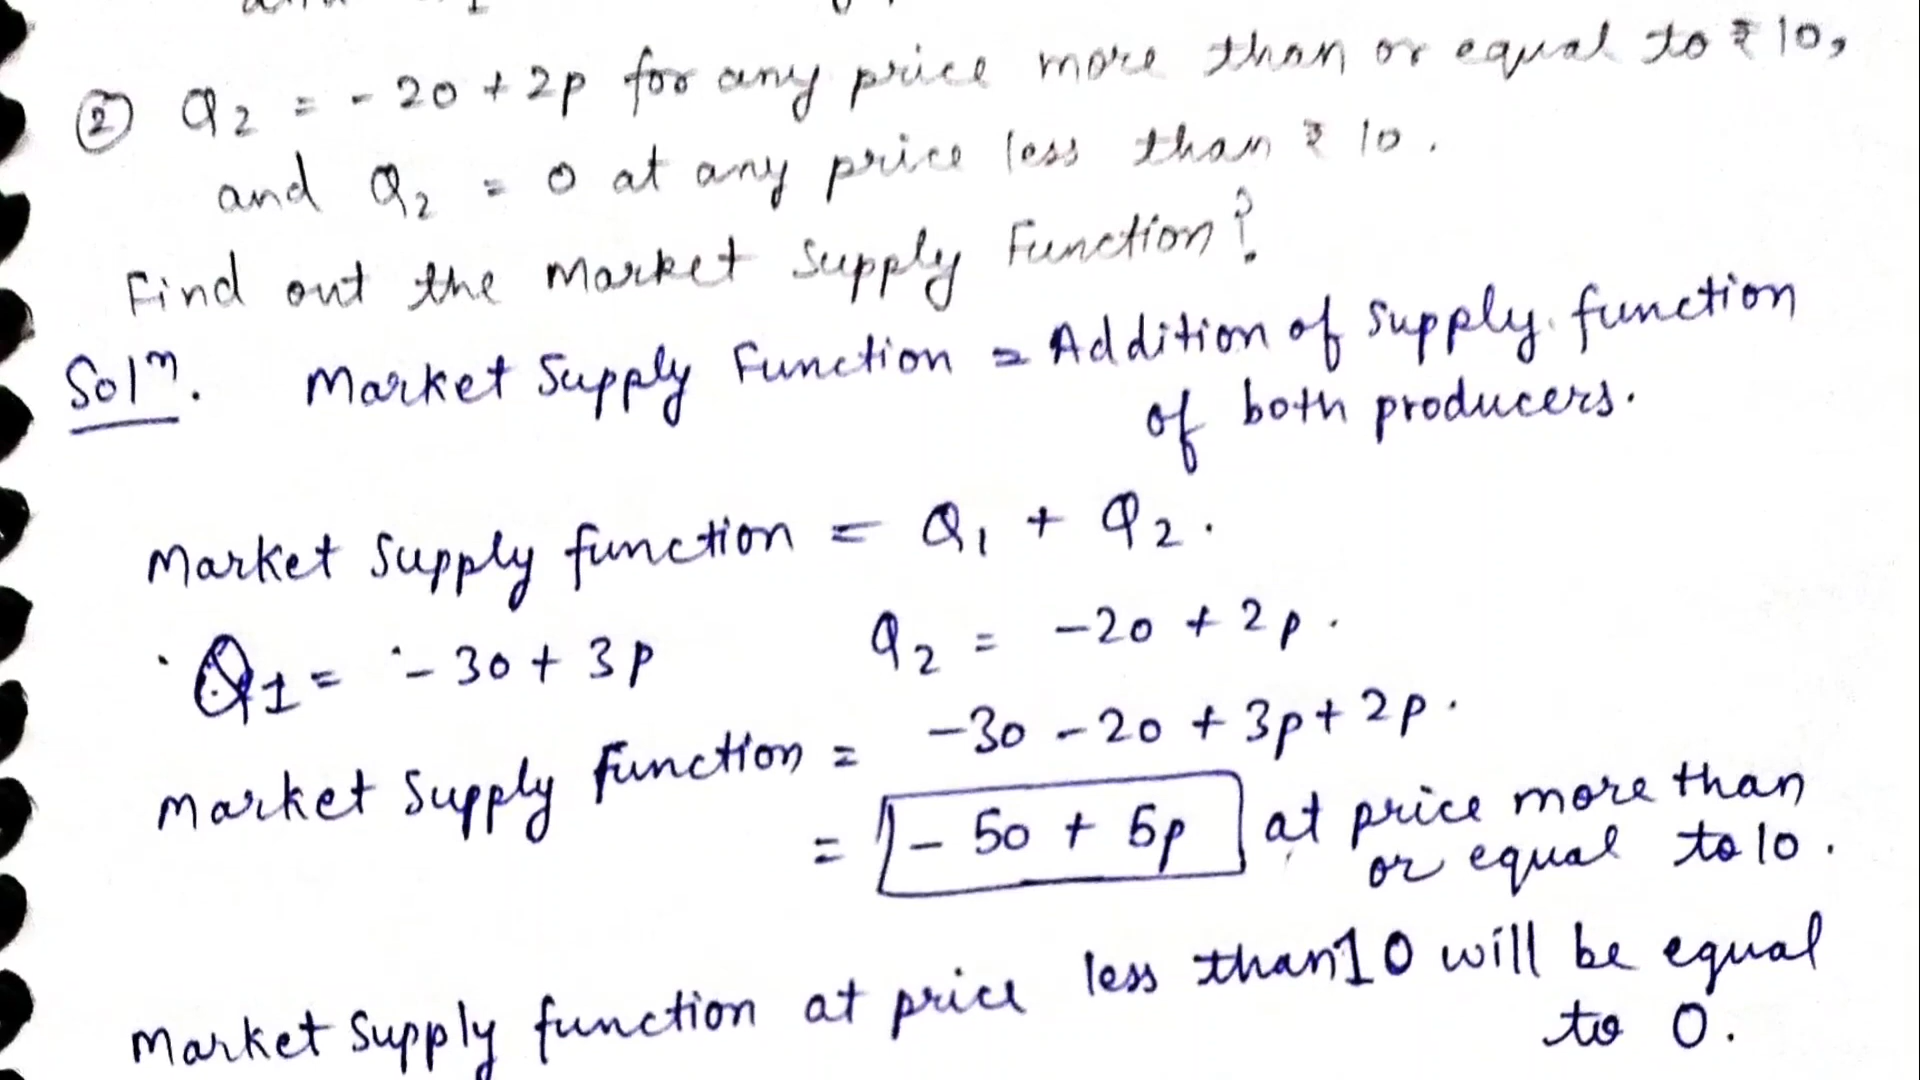 ② Q2 = - 20 + 2p for any price more than or equal to ₹ 10,
and Q2 = 0 at any price less than ₹ 10.
Find out the Market Supply Function?
Solⁿ. Market Supply Function = Addition of supply function
of both producers.
Market Supply function = Q1 + Q2.
Q1 = - 30 + 3p Q2 = -20 + 2p.
Market Supply function = -30 - 20 + 3p + 2p.
= - 50 + 5p at price more than
or equal to 10.
Market Supply function at price less than 10 will be equal
to 0.